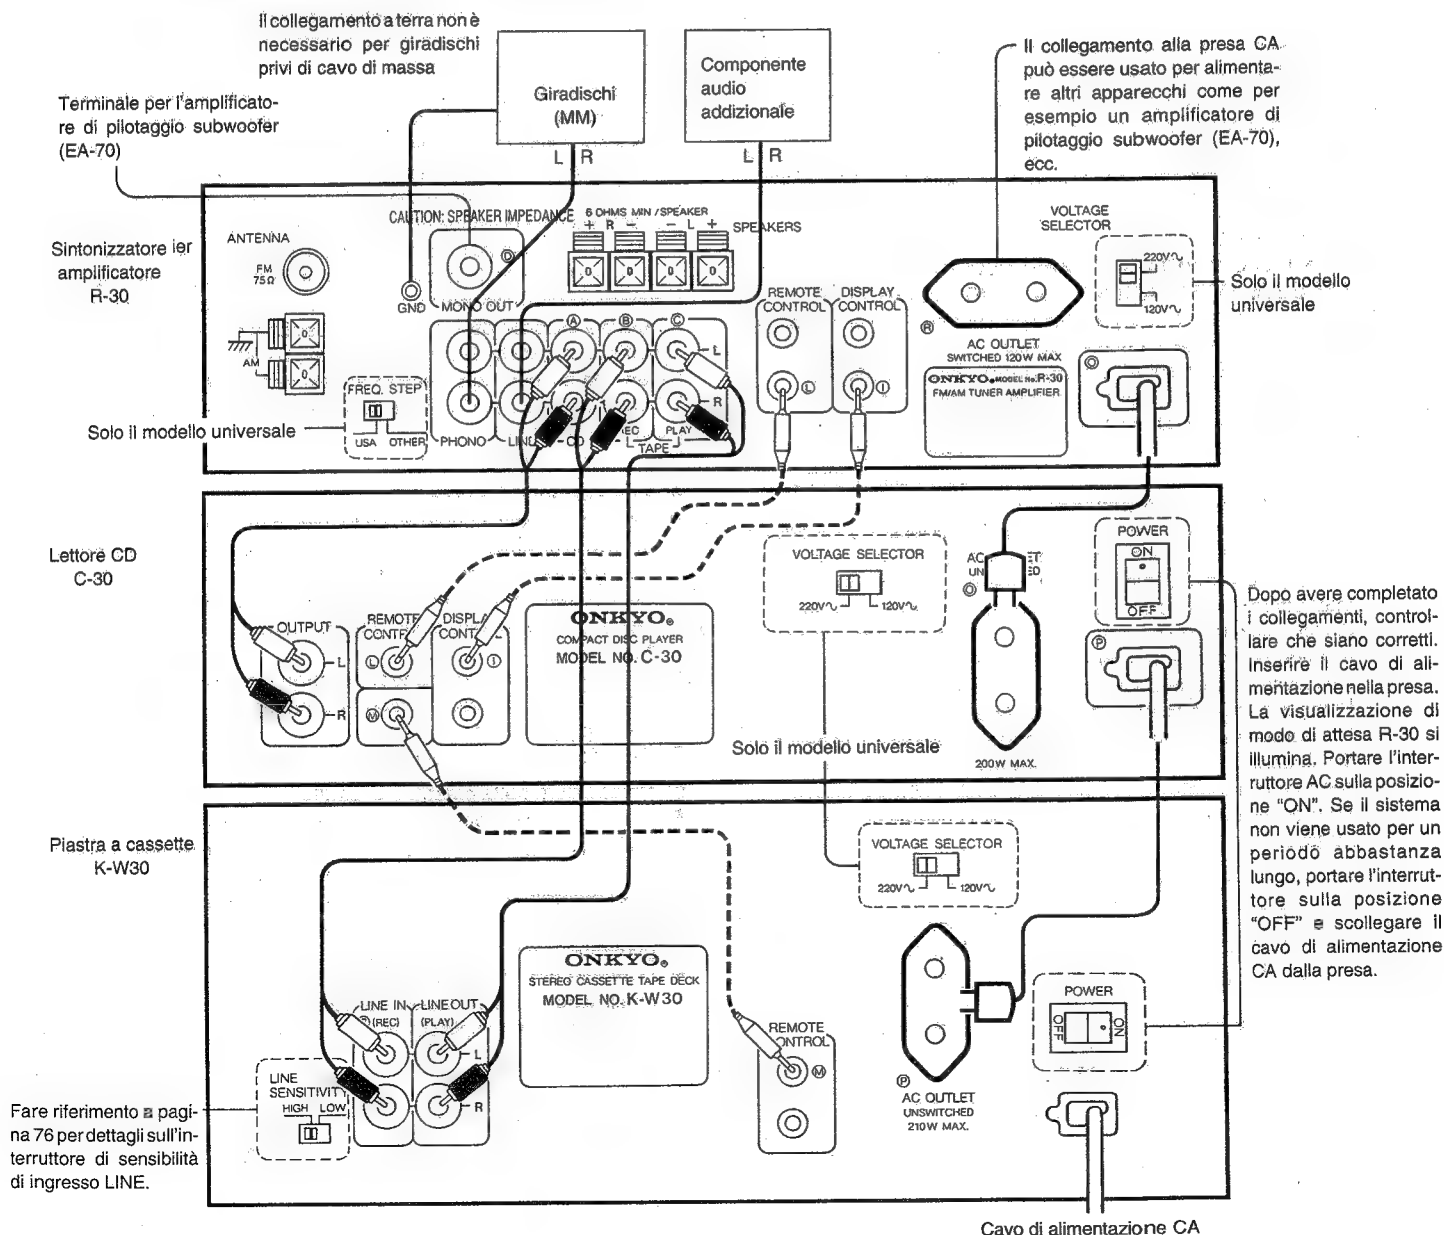 Il collegamento a terra non è
necessario per giradischi
privi di cavo di massa
Giradischi
(MM)
L R
Componente
audio
addizionale
L R
Il collegamento alla presa CA
può essere usato per alimenta-
re altri apparecchi come per
esempio un amplificatore di
pilotaggio subwoofer (EA-70),
ecc.
Terminale per l'amplificato-
re di pilotaggio subwoofer
(EA-70)
Sintonizzatore ier
amplificatore
R-30
ANTENNA
FM
75Ω
AM
CAUTION: SPEAKER IMPEDANCE 6 OHMS MIN./SPEAKER
+ R − − L +
SPEAKERS
GND
MONO OUT
D
A B C
L
R
PHONO LINE CD REC PLAY
TAPE
FREQ. STEP
USA OTHER
Solo il modello universale
REMOTE
CONTROL
DISPLAY
CONTROL
L
I
VOLTAGE
SELECTOR
220V~
120V~
Solo il modello
universale
R
AC OUTLET
SWITCHED 120W MAX
O
ONKYO® MODEL No. R-30
FM/AM TUNER AMPLIFIER
Lettore CD
C-30
OUTPUT
L
R
REMOTE
CONTROL
DISPLAY
CONTROL
L
I
M
ONKYO®
COMPACT DISC PLAYER
MODEL NO. C-30
VOLTAGE SELECTOR
220V~ 120V~
Solo il modello universale
O
200W MAX.
POWER
ON
OFF
P
Dopo avere completato
i collegamenti, control-
lare che siano corretti.
Inserire il cavo di ali-
mentazione nella presa.
La visualizzazione di
modo di attesa R-30 si
illumina. Portare l'inter-
ruttore AC sulla posizio-
ne "ON". Se il sistema
non viene usato per un
periodo abbastanza
lungo, portare l'interrut-
tore sulla posizione
"OFF" e scollegare il
cavo di alimentazione
CA dalla presa.
Piastra a cassette
K-W30
LINE IN
(REC)
LINE OUT
(PLAY)
L
R
LINE
SENSITIVITY
HIGH LOW
Fare riferimento a pagi-
na 76 per dettagli sull'in-
terruttore di sensibilità
di ingresso LINE.
ONKYO®
STEREO CASSETTE TAPE DECK
MODEL NO. K-W30
REMOTE
CONTROL
M
VOLTAGE SELECTOR
220V~ 120V~
P
AC OUTLET
UNSWITCHED
210W MAX.
POWER
OFF ON
Cavo di alimentazione CA